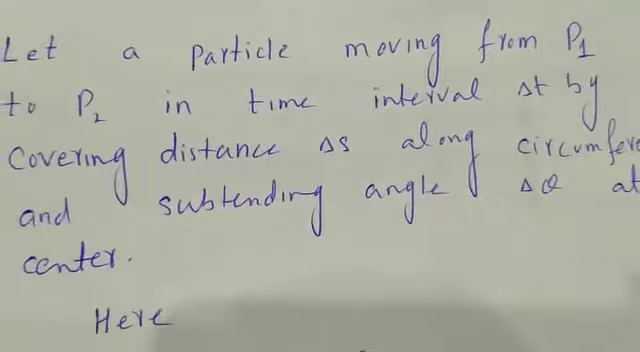 Let a particle moving from P₁
to P₂ in time interval Δt by
covering distance Δs along circumfere
and subtending angle Δθ at
center.
Here